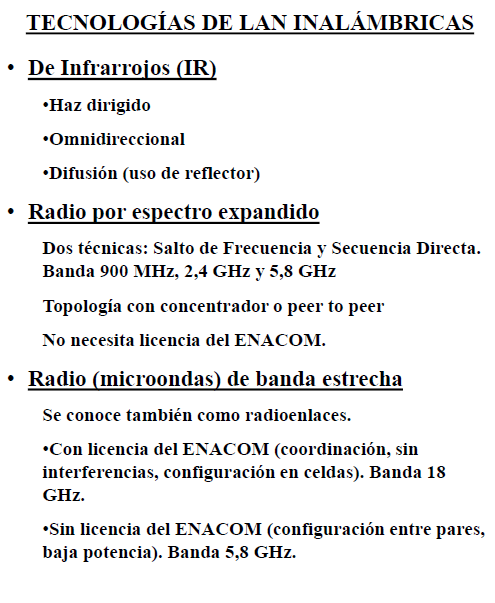 TECNOLOGÍAS DE LAN INALÁMBRICAS
• De Infrarrojos (IR)
•Haz dirigido
•Omnidireccional
•Difusión (uso de reflector)
• Radio por espectro expandido
Dos técnicas: Salto de Frecuencia y Secuencia Directa.
Banda 900 MHz, 2,4 GHz y 5,8 GHz
Topología con concentrador o peer to peer
No necesita licencia del ENACOM.
• Radio (microondas) de banda estrecha
Se conoce también como radioenlaces.
•Con licencia del ENACOM (coordinación, sin
interferencias, configuración en celdas). Banda 18
GHz.
•Sin licencia del ENACOM (configuración entre pares,
baja potencia). Banda 5,8 GHz.